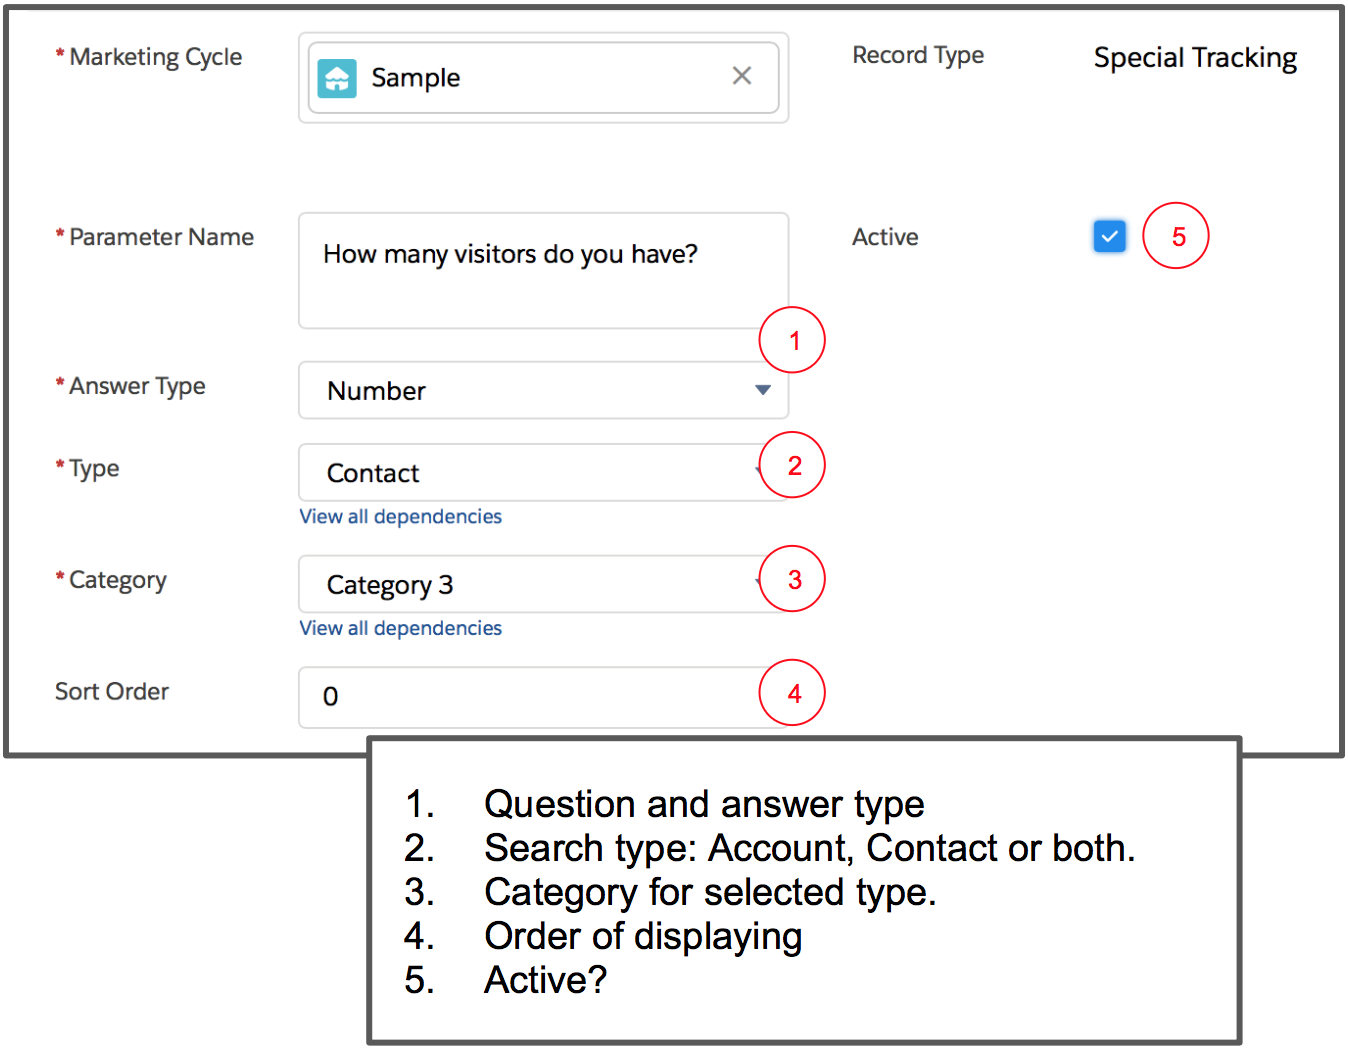 * Marketing Cycle
Sample
Record Type
Special Tracking
* Parameter Name
How many visitors do you have?
Active
5
1
* Answer Type
Number
* Type
Contact
2
View all dependencies
* Category
Category 3
3
View all dependencies
Sort Order
0
4
1. Question and answer type
2. Search type: Account, Contact or both.
3. Category for selected type.
4. Order of displaying
5. Active?